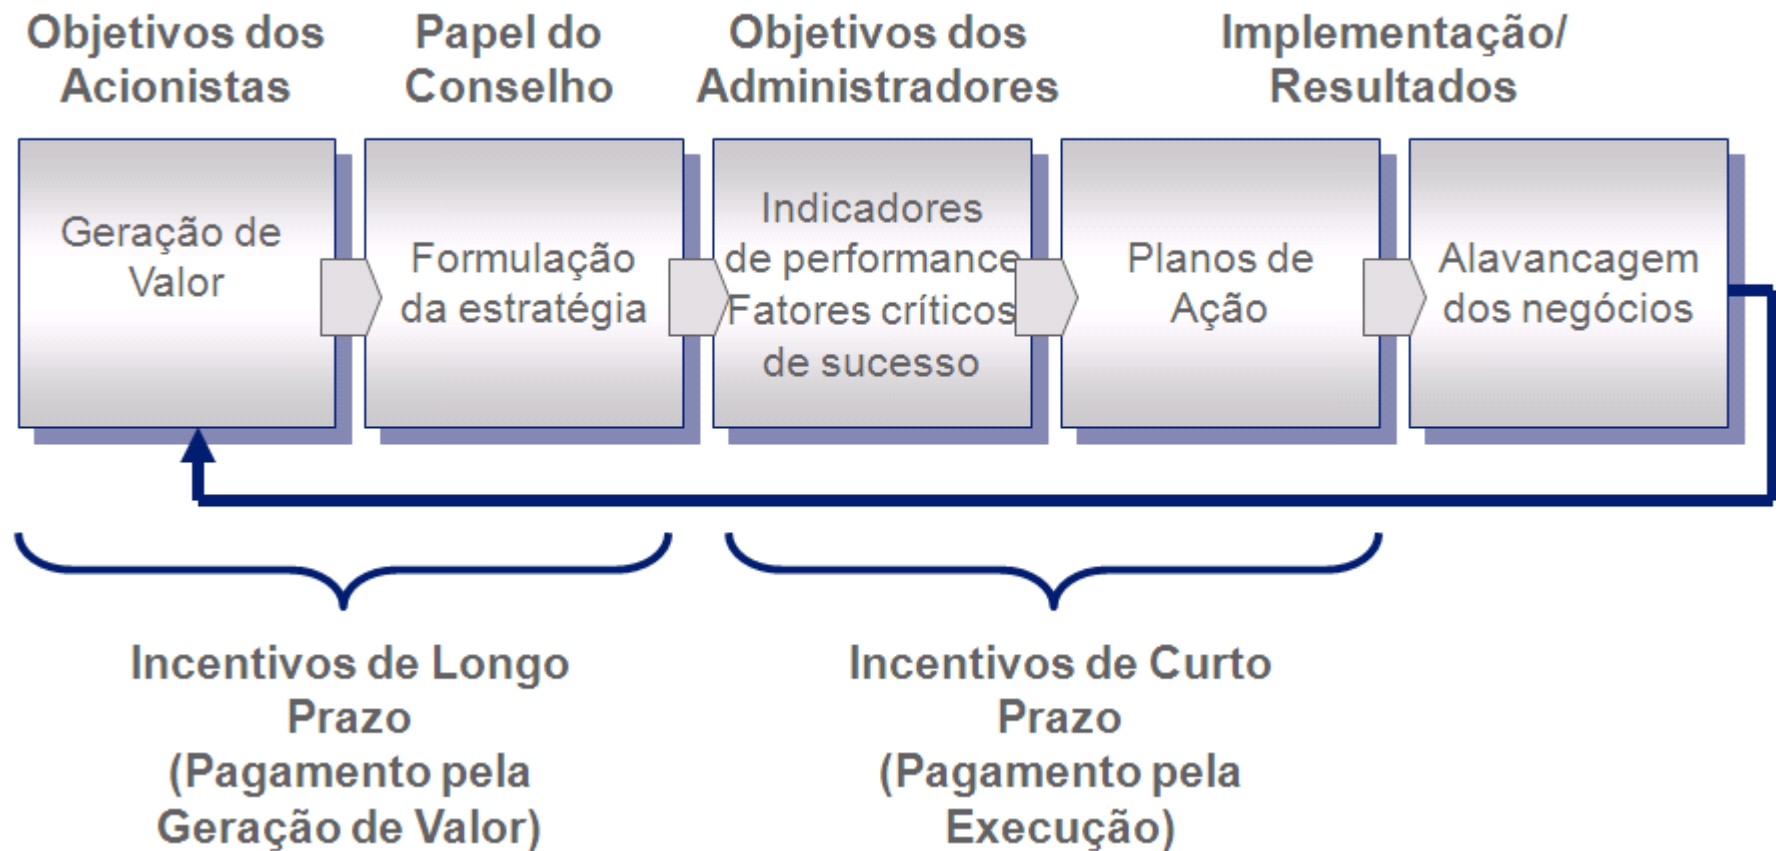 Objetivos dos
Acionistas
Papel do
Conselho
Objetivos dos
Administradores
Implementação/
Resultados
Geração de
Valor
Formulação
da estratégia
Indicadores
de performance
Fatores críticos
de sucesso
Planos de
Ação
Alavancagem
dos negócios
Incentivos de Longo
Prazo
(Pagamento pela
Geração de Valor)
Incentivos de Curto
Prazo
(Pagamento pela
Execução)